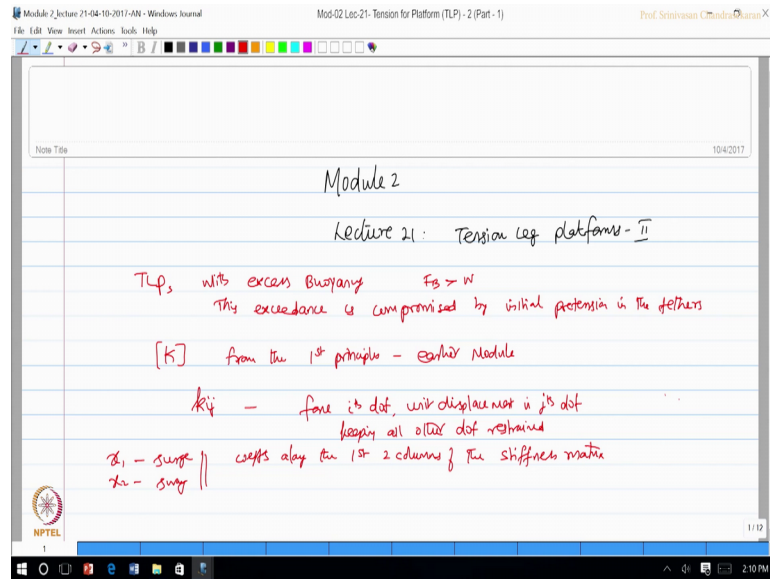 Module 2_lecture 21-04-10-2017-AN - Windows Journal
Mod-02 Lec-21- Tension for Platform (TLP) - 2 (Part - 1)
Prof. Srinivasan Chandrasekaran
File Edit View Insert Actions Tools Help
Note Title
10/4/2017
Module 2
Lecture 21: Tension Leg platforms - II
TLPs with excess Buoyancy FB > W
This exceedance is compromised by initial pretension in the tethers
[K] from the 1st principle - earlier Module
kij - force ith dof, unit displacement in jth dof
keeping all other dof restrained
x1 - surge
x2 - sway
coeffs along the 1st 2 columns of the stiffness matrix
NPTEL
1 / 12
1
2:10 PM